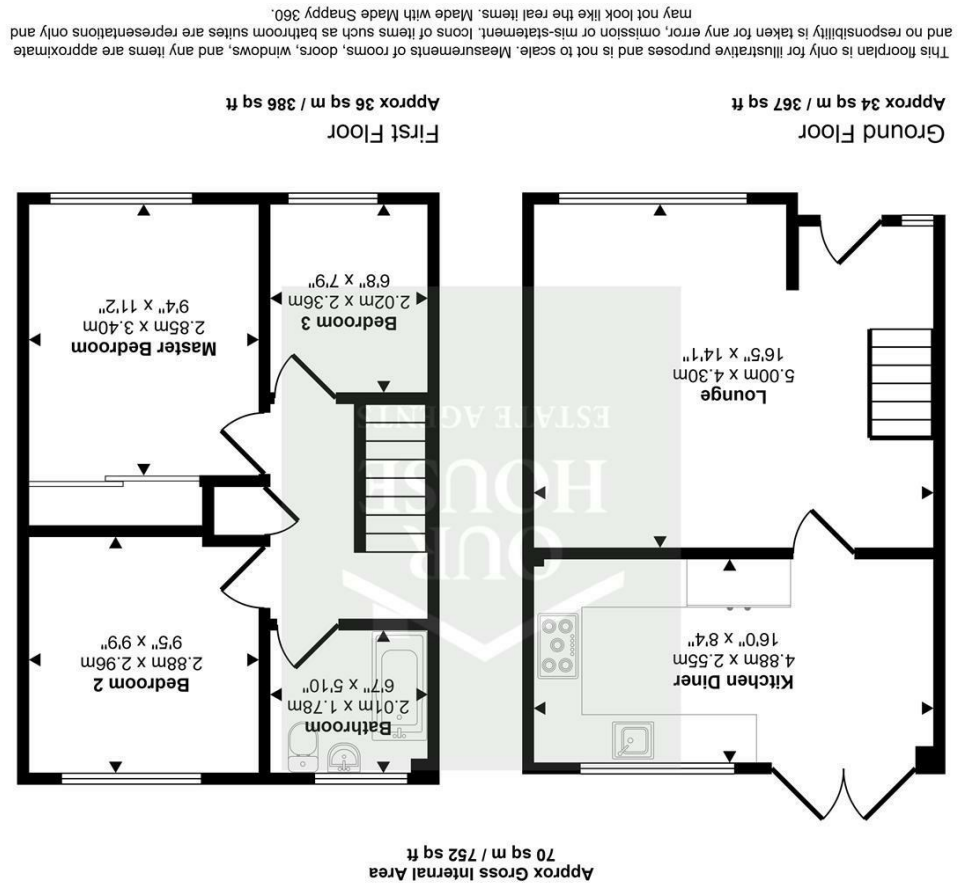 Approx Gross Internal Area
70 sq m / 752 sq ft
Kitchen Diner
4.88m x 2.55m
16'0" x 8'4"
Lounge
5.00m x 4.30m
16'5" x 14'1"
Bathroom
2.01m x 1.78m
6'7" x 5'10"
Bedroom 2
2.88m x 2.96m
9'5" x 9'9"
Bedroom 3
2.02m x 2.36m
6'8" x 7'9"
Master Bedroom
2.85m x 3.40m
9'4" x 11'2"
OUR
HOUSE
ESTATE AGENTS
Ground Floor
Approx 34 sq m / 367 sq ft
First Floor
Approx 36 sq m / 386 sq ft
This floorplan is only for illustrative purposes and is not to scale. Measurements of rooms, doors, windows, and any items are approximate
and no responsibility is taken for any error, omission or mis-statement. Icons of items such as bathroom suites are representations only and
may not look like the real items. Made with Made Snappy 360.